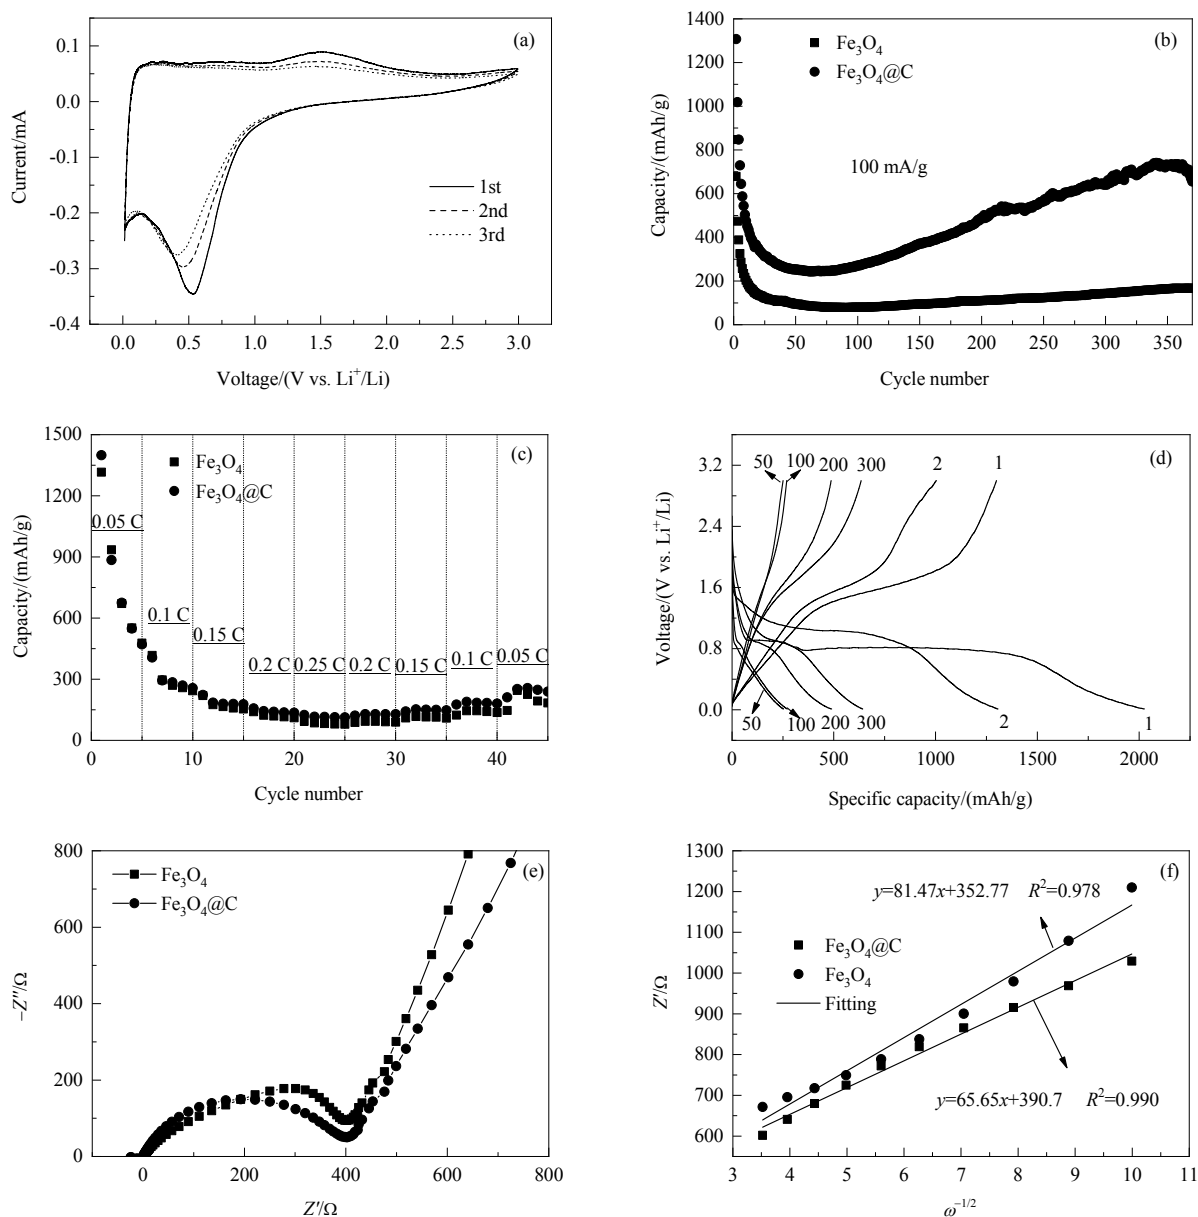 (a)
0.1
0.0
-0.1
-0.2
-0.3
-0.4
Current/mA
1st
2nd
3rd
0.0 0.5 1.0 1.5 2.0 2.5 3.0
Voltage/(V vs. Li⁺/Li)
(b)
1400
1300
1200
1000
800
600
400
200
0
Capacity/(mAh/g)
Fe₃O₄
Fe₃O₄@C
100 mA/g
0 50 100 150 200 250 300 350
Cycle number
(c)
1500
1200
900
600
300
0
Capacity/(mAh/g)
Fe₃O₄
Fe₃O₄@C
0.05 C
0.1 C
0.15 C
0.2 C 0.25 C 0.2 C 0.15 C 0.1 C 0.05 C
0 10 20 30 40
Cycle number
(d)
3.2
2.4
1.6
0.8
0.0
Voltage/(V vs. Li⁺/Li)
50 100 200 300 2 1
50 100 200 300 2 1
0 500 1000 1500 2000
Specific capacity/(mAh/g)
(e)
800
600
400
200
0
−Z″/Ω
Fe₃O₄
Fe₃O₄@C
0 200 400 600 800
Z′/Ω
(f)
1300
1200
1100
1000
900
800
700
600
Z′/Ω
y=81.47x+352.77 R²=0.978
Fe₃O₄@C
Fe₃O₄
Fitting
y=65.65x+390.7 R²=0.990
3 4 5 6 7 8 9 10 11
ω⁻¹/²